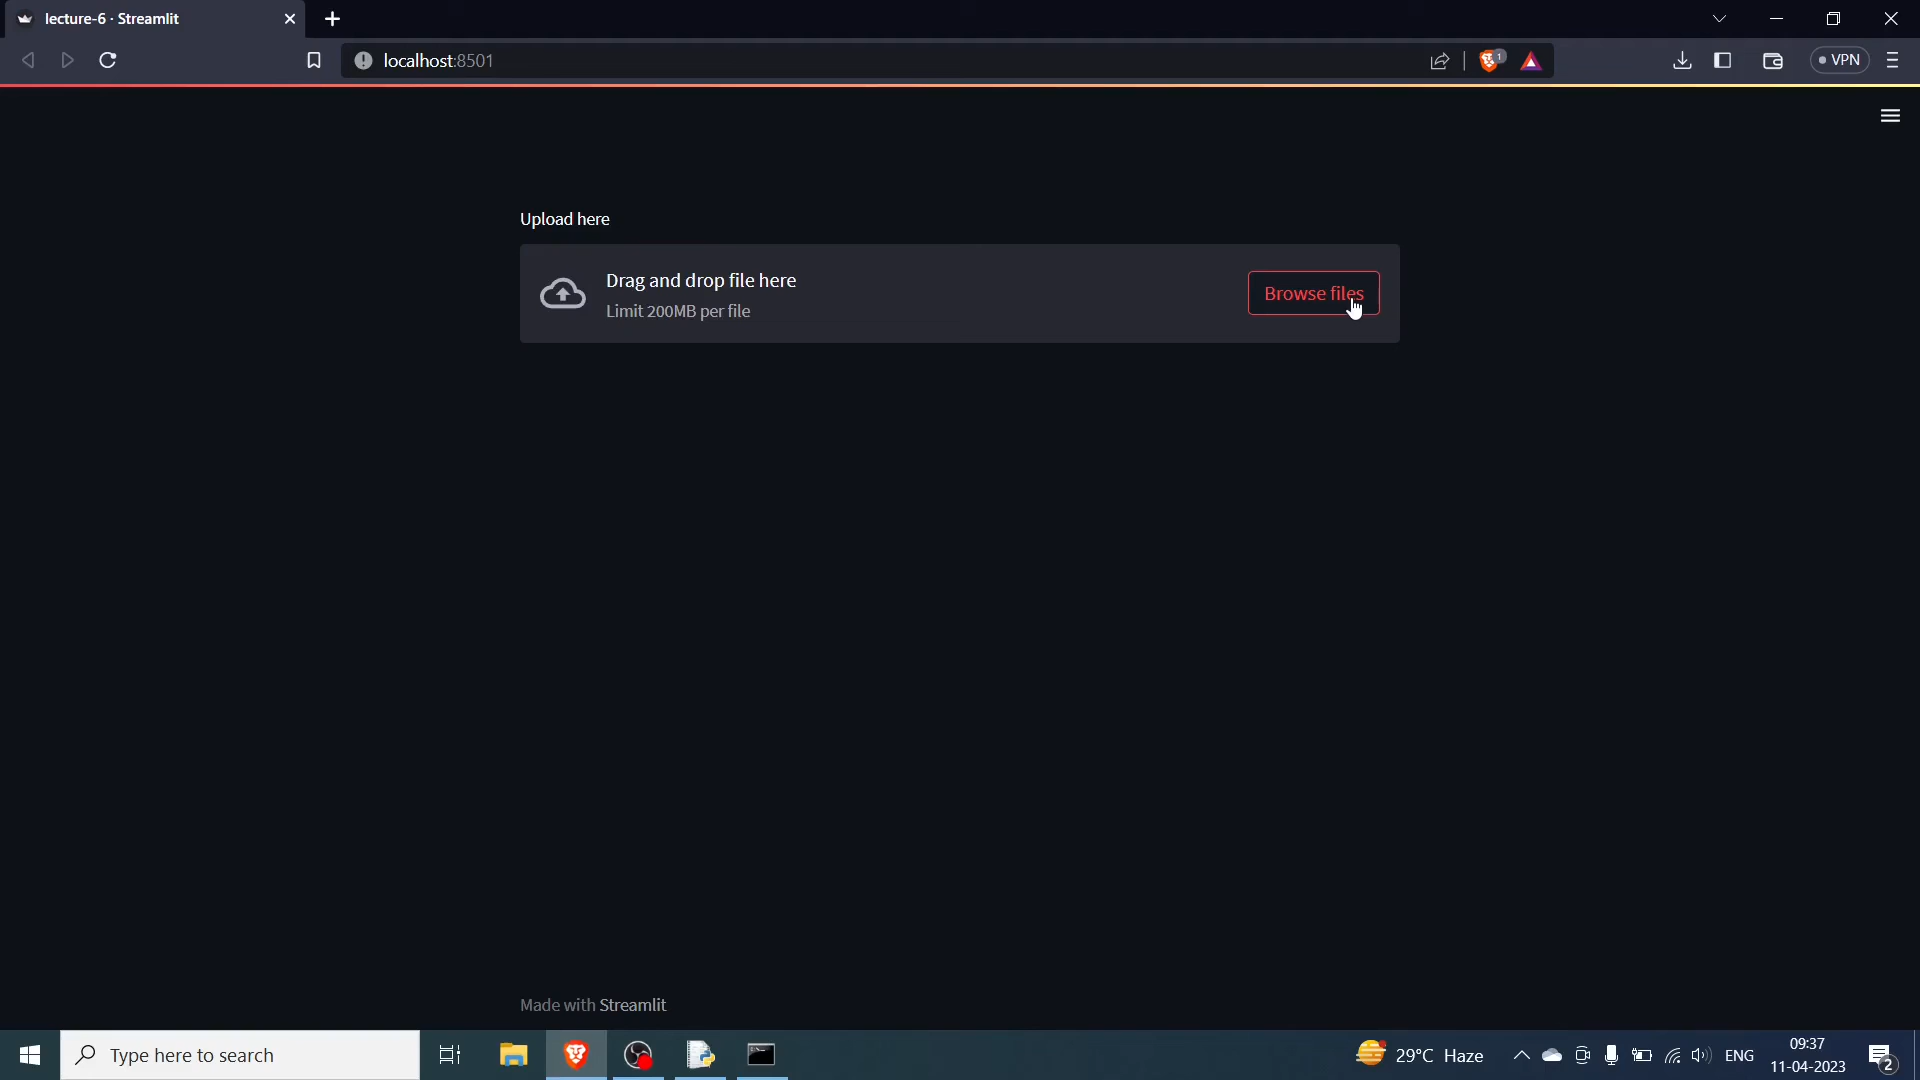 lecture-6 · Streamlit
localhost:8501
1
VPN
Upload here
Drag and drop file here
Limit 200MB per file
Browse files
Made with Streamlit
Type here to search
29°C Haze
ENG
09:37
11-04-2023
2